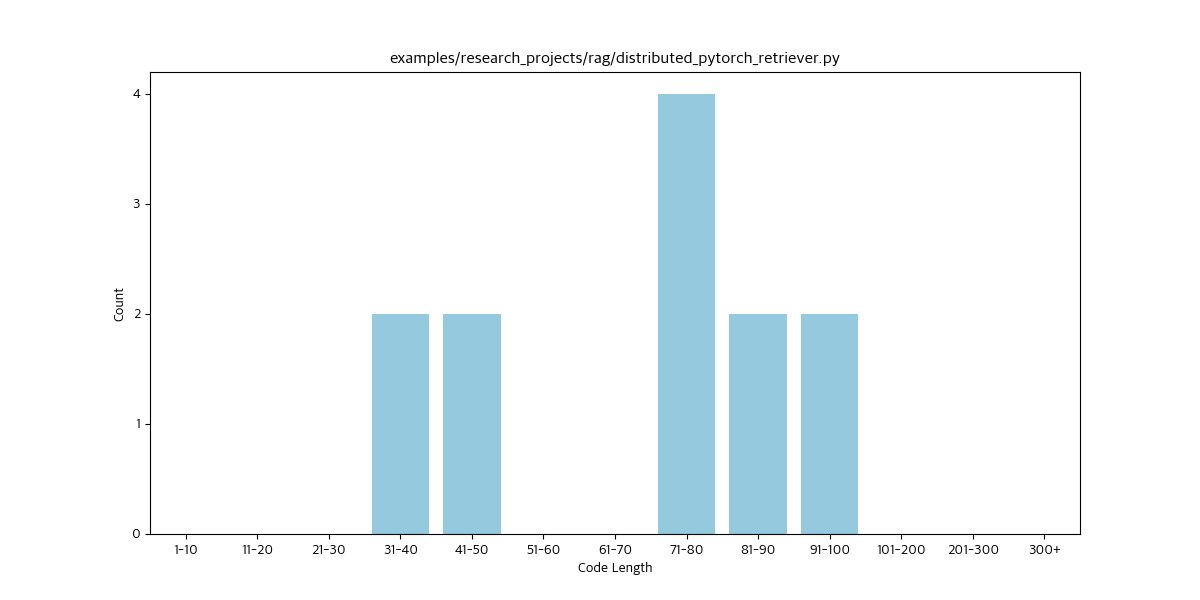 examples/research_projects/rag/distributed_pytorch_retriever.py
4
3
2
1
0
Count
1-10 11-20 21-30 31-40 41-50 51-60 61-70 71-80 81-90 91-100 101-200 201-300 300+
Code Length